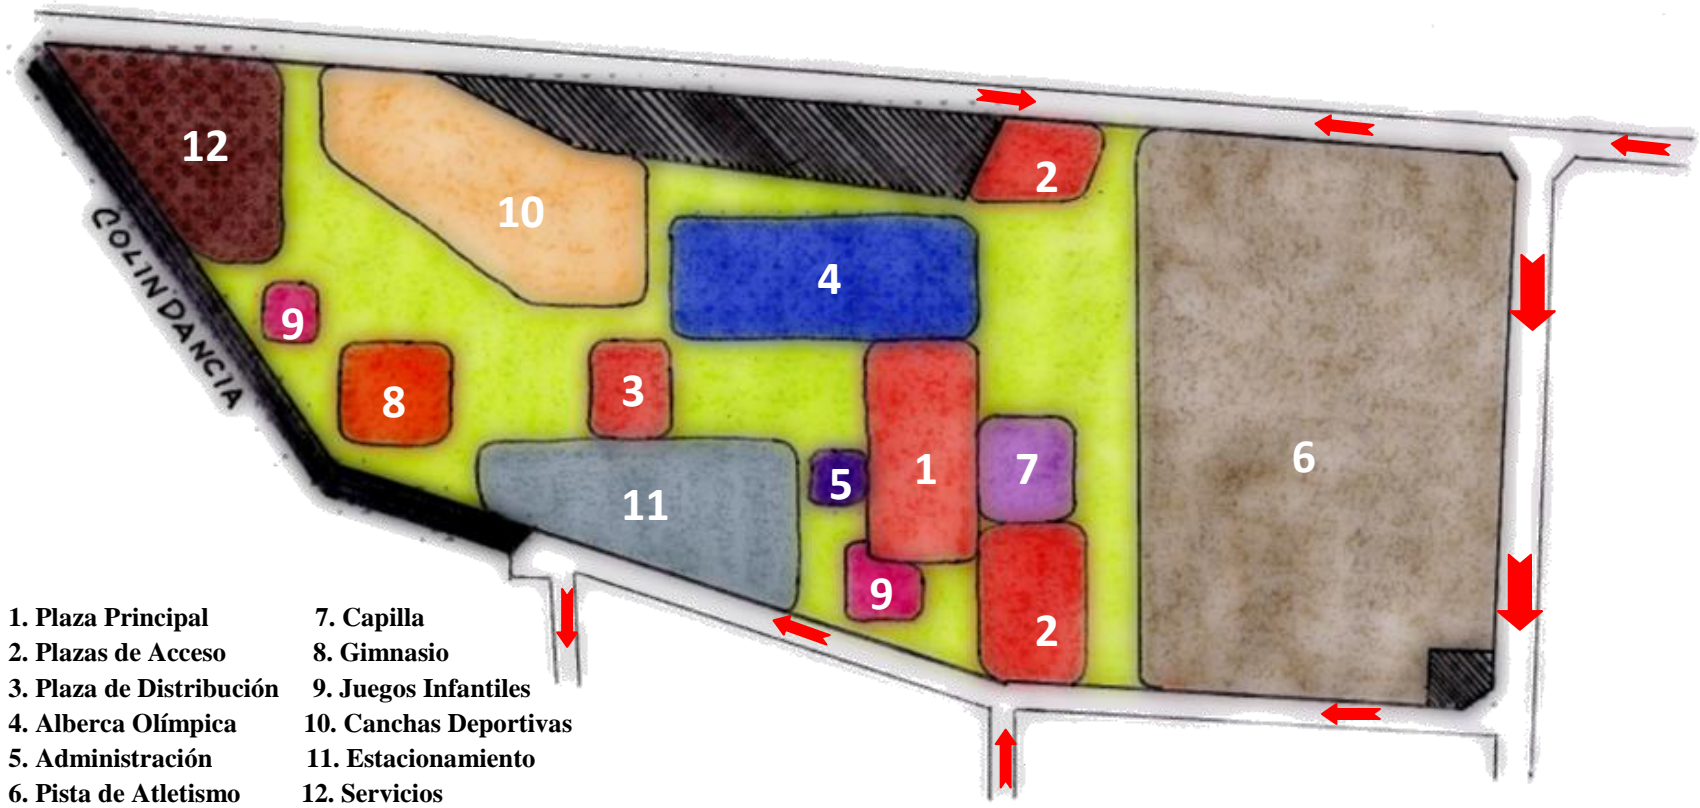 12
2
10
4
COLINDANCIA
9
3
8
6
1
7
5
11
9
2
1. Plaza Principal
2. Plazas de Acceso
3. Plaza de Distribución
4. Alberca Olímpica
5. Administración
6. Pista de Atletismo
7. Capilla
8. Gimnasio
9. Juegos Infantiles
10. Canchas Deportivas
11. Estacionamiento
12. Servicios